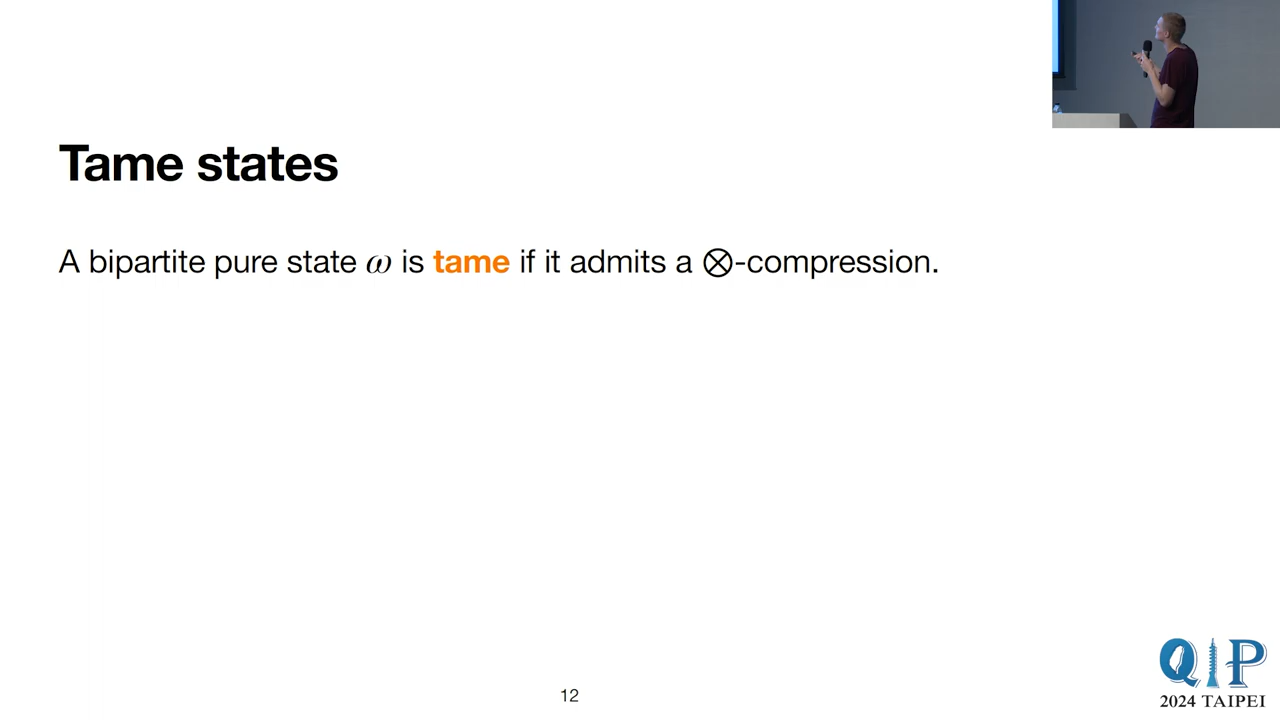 Tame states
A bipartite pure state ω is tame if it admits a ⊗-compression.
12
QIP
2024 TAIPEI